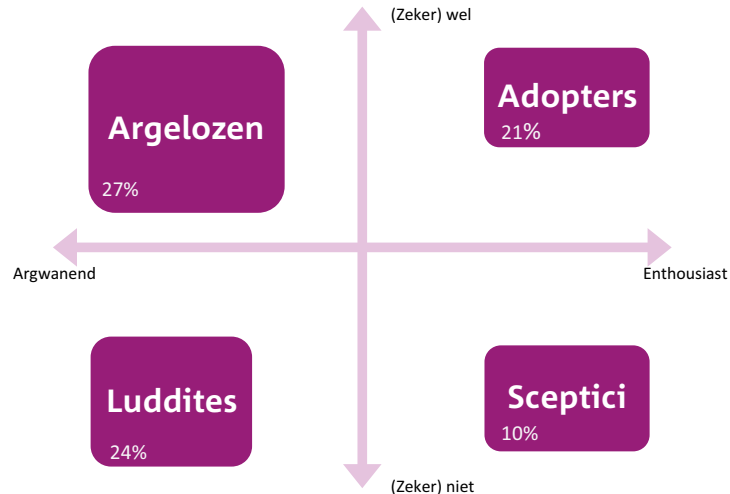 (Zeker) wel
Argelozen
27%
Adopters
21%
Argwanend
Enthousiast
Luddites
24%
Sceptici
10%
(Zeker) niet